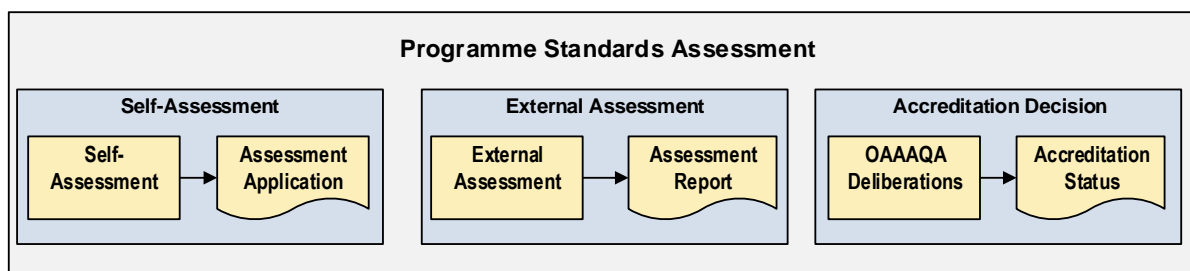 Programme Standards Assessment
Self-Assessment
Self-
Assessment
Assessment
Application
External Assessment
External
Assessment
Assessment
Report
Accreditation Decision
OAAAQA
Deliberations
Accreditation
Status